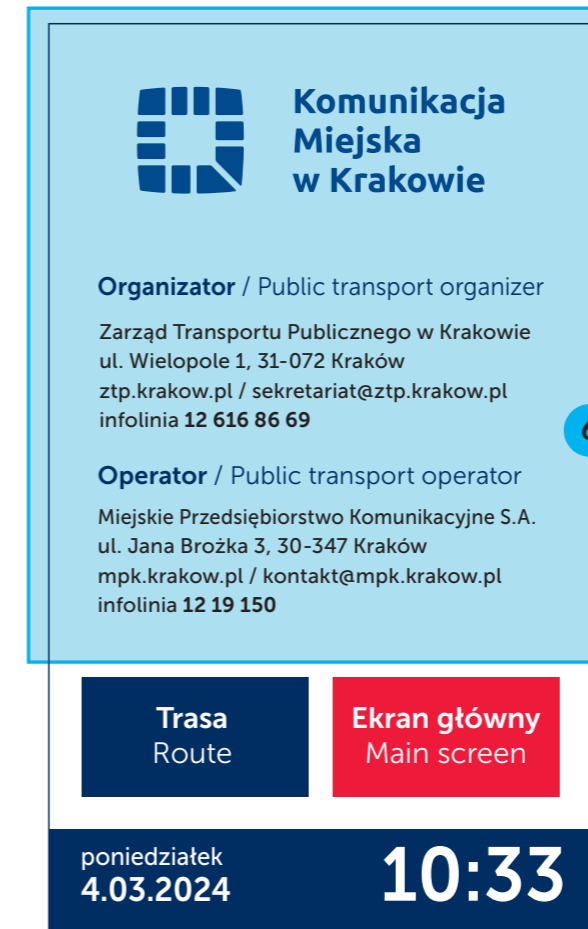 Komunikacja
Miejska
w Krakowie
Organizator / Public transport organizer
Zarząd Transportu Publicznego w Krakowie
ul. Wielopole 1, 31-072 Kraków
ztp.krakow.pl / sekretariat@ztp.krakow.pl
infolinia 12 616 86 69
Operator / Public transport operator
Miejskie Przedsiębiorstwo Komunikacyjne S.A.
ul. Jana Brożka 3, 30-347 Kraków
mpk.krakow.pl / kontakt@mpk.krakow.pl
infolinia 12 19 150
Trasa
Route
Ekran główny
Main screen
poniedziałek
4.03.2024
10:33